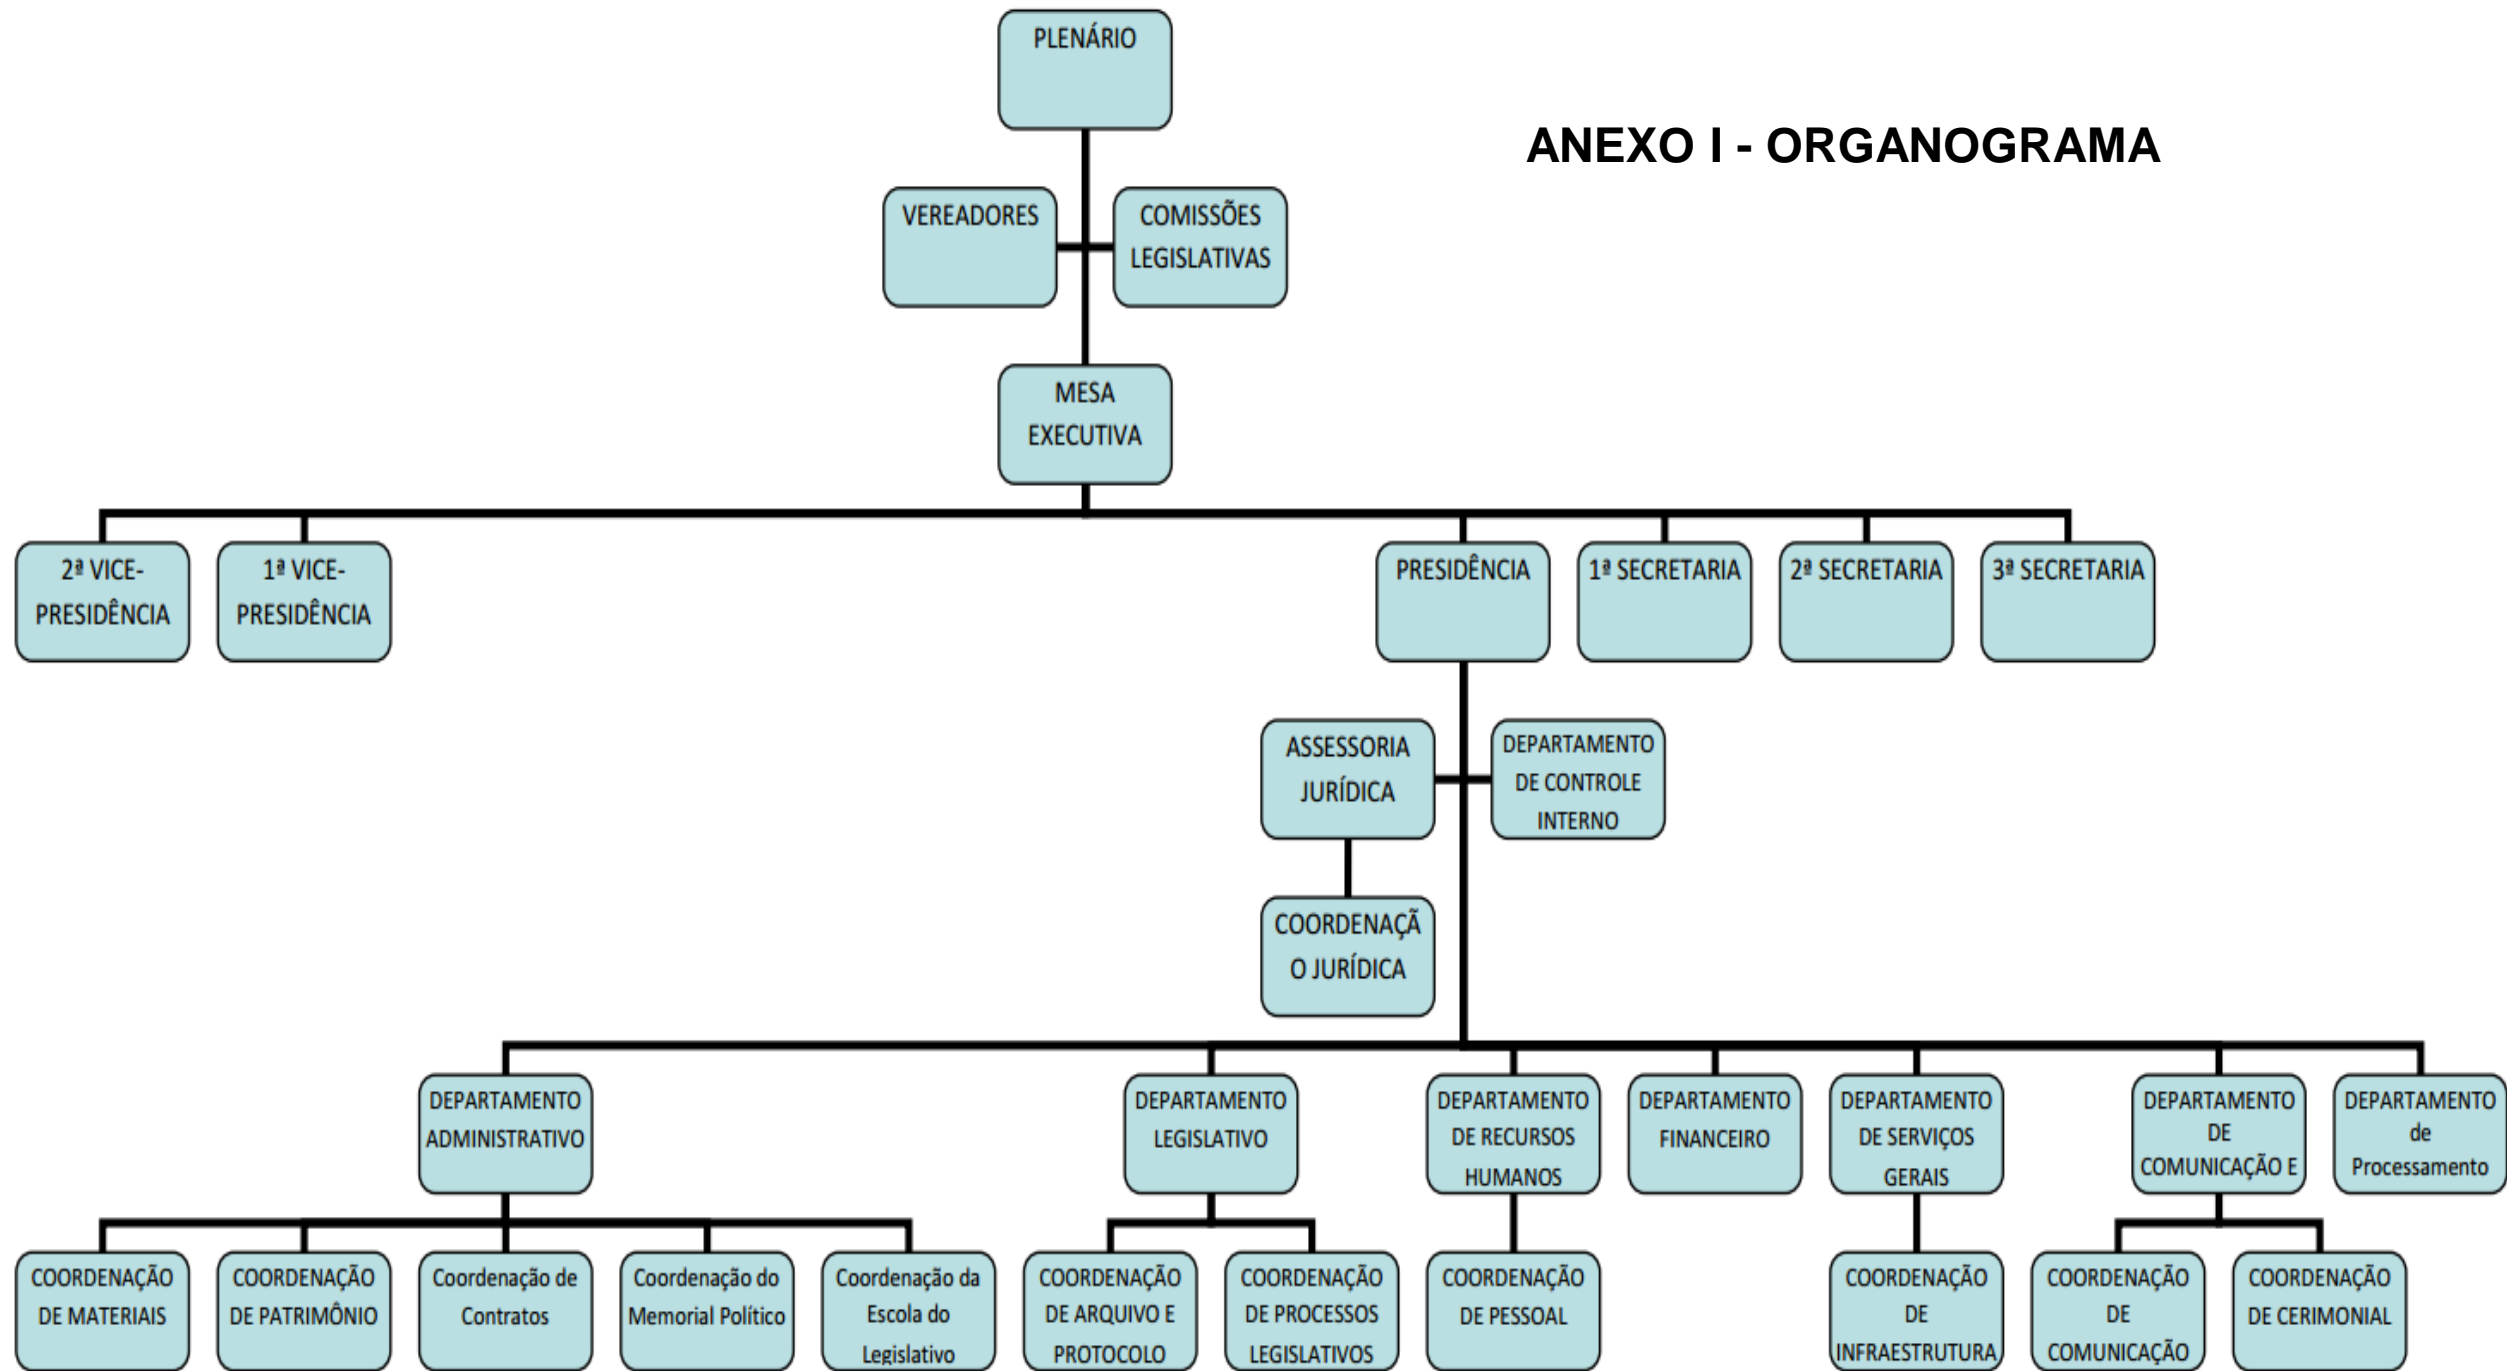 PLENÁRIO
ANEXO I - ORGANOGRAMA
VEREADORES
COMISSÕES
LEGISLATIVAS
MESA
EXECUTIVA
2ª VICE-
PRESIDÊNCIA
1ª VICE-
PRESIDÊNCIA
PRESIDÊNCIA
1ª SECRETARIA
2ª SECRETARIA
3ª SECRETARIA
ASSESSORIA
JURÍDICA
DEPARTAMENTO
DE CONTROLE
INTERNO
COORDENAÇÃ
O JURÍDICA
DEPARTAMENTO
ADMINISTRATIVO
DEPARTAMENTO
LEGISLATIVO
DEPARTAMENTO
DE RECURSOS
HUMANOS
DEPARTAMENTO
FINANCEIRO
DEPARTAMENTO
DE SERVIÇOS
GERAIS
DEPARTAMENTO
DE
COMUNICAÇÃO E
DEPARTAMENTO
de
Processamento
COORDENAÇÃO
DE MATERIAIS
COORDENAÇÃO
DE PATRIMÔNIO
Coordenação de
Contratos
Coordenação do
Memorial Político
Coordenação da
Escola do
Legislativo
COORDENAÇÃO
DE ARQUIVO E
PROTOCOLO
COORDENAÇÃO
DE PROCESSOS
LEGISLATIVOS
COORDENAÇÃO
DE PESSOAL
COORDENAÇÃO
DE
INFRAESTRUTURA
COORDENAÇÃO
DE
COMUNICAÇÃO
COORDENAÇÃO
DE CERIMONIAL